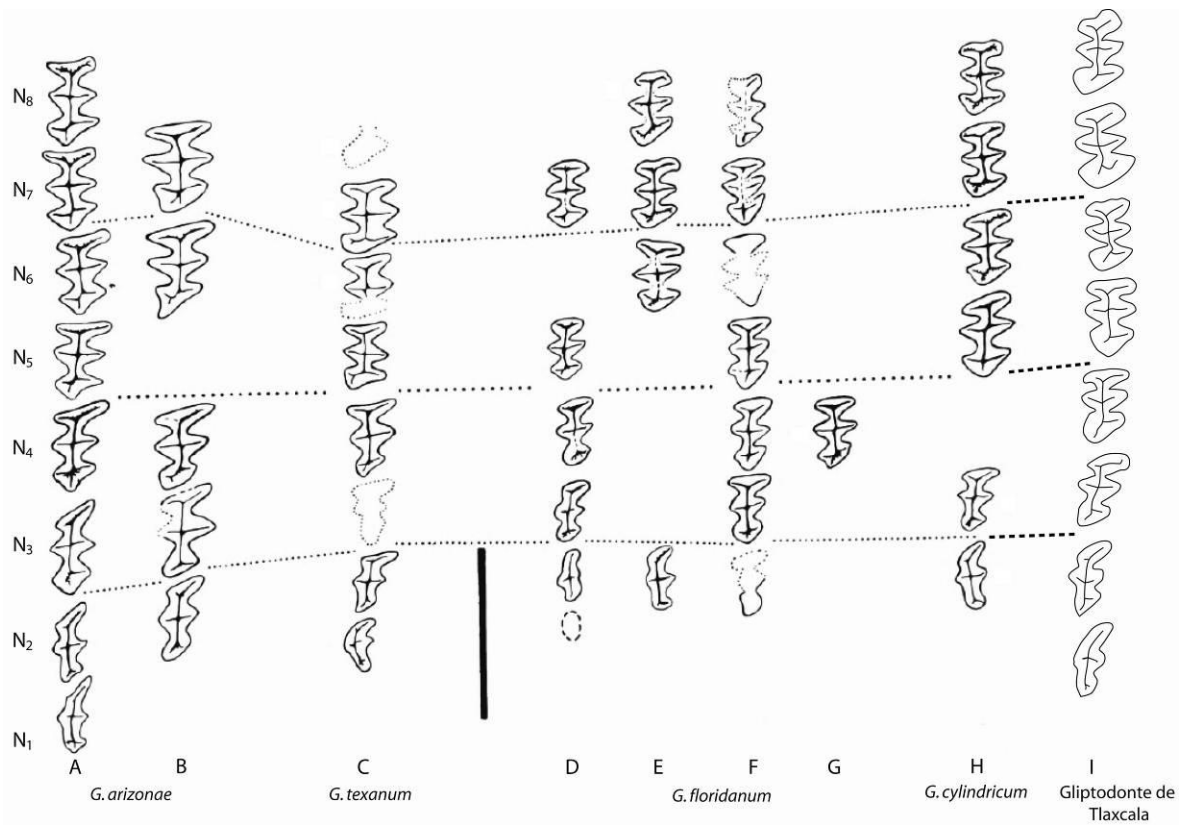 N8
N7
N6
N5
N4
N3
N2
N1
A B C D E F G H I
G. arizonae G. texanum G. floridanum G. cylindricum Gliptodonte de
Tlaxcala